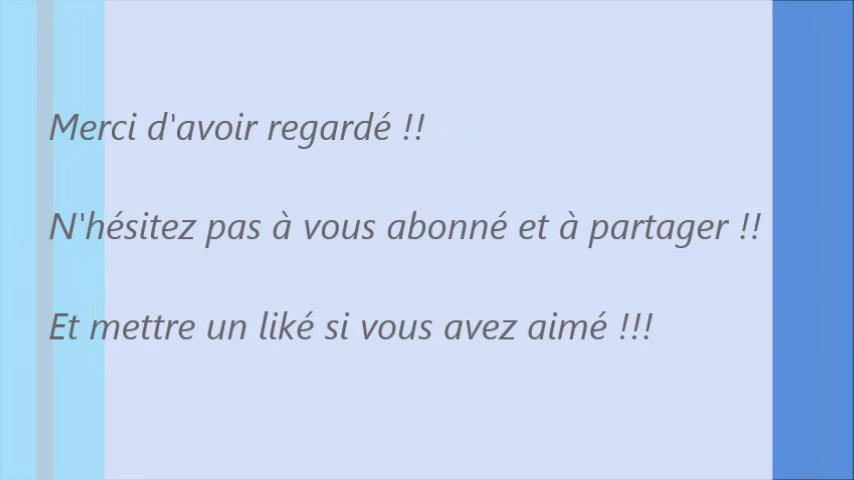 Merci d'avoir regardé !!
N'hésitez pas à vous abonné et à partager !!
Et mettre un liké si vous avez aimé !!!